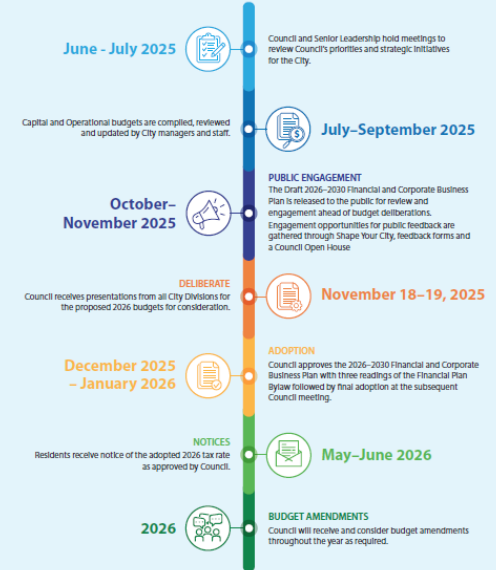 June - July 2025
Council and Senior Leadership hold meetings to
review Council's priorities and strategic initiatives
for the City.
Capital and Operational budgets are compiled, reviewed
and updated by City managers and staff.
July–September 2025
October–
November 2025
PUBLIC ENGAGEMENT
The Draft 2026–2030 Financial and Corporate Business
Plan is released to the public for review and
engagement ahead of budget deliberations.
Engagement opportunities for public feedback are
gathered through Shape Your City, feedback forms and
a Council Open House
DELIBERATE
Council receives presentations from all City Divisions for
the proposed 2026 budgets for consideration.
November 18–19, 2025
December 2025
– January 2026
ADOPTION
Council approves the 2026–2030 Financial and Corporate
Business Plan with three readings of the Financial Plan
Bylaw followed by final adoption at the subsequent
Council meeting.
NOTICES
Residents receive notice of the adopted 2026 tax rate
as approved by Council.
May–June 2026
2026
BUDGET AMENDMENTS
Council will receive and consider budget amendments
throughout the year as required.